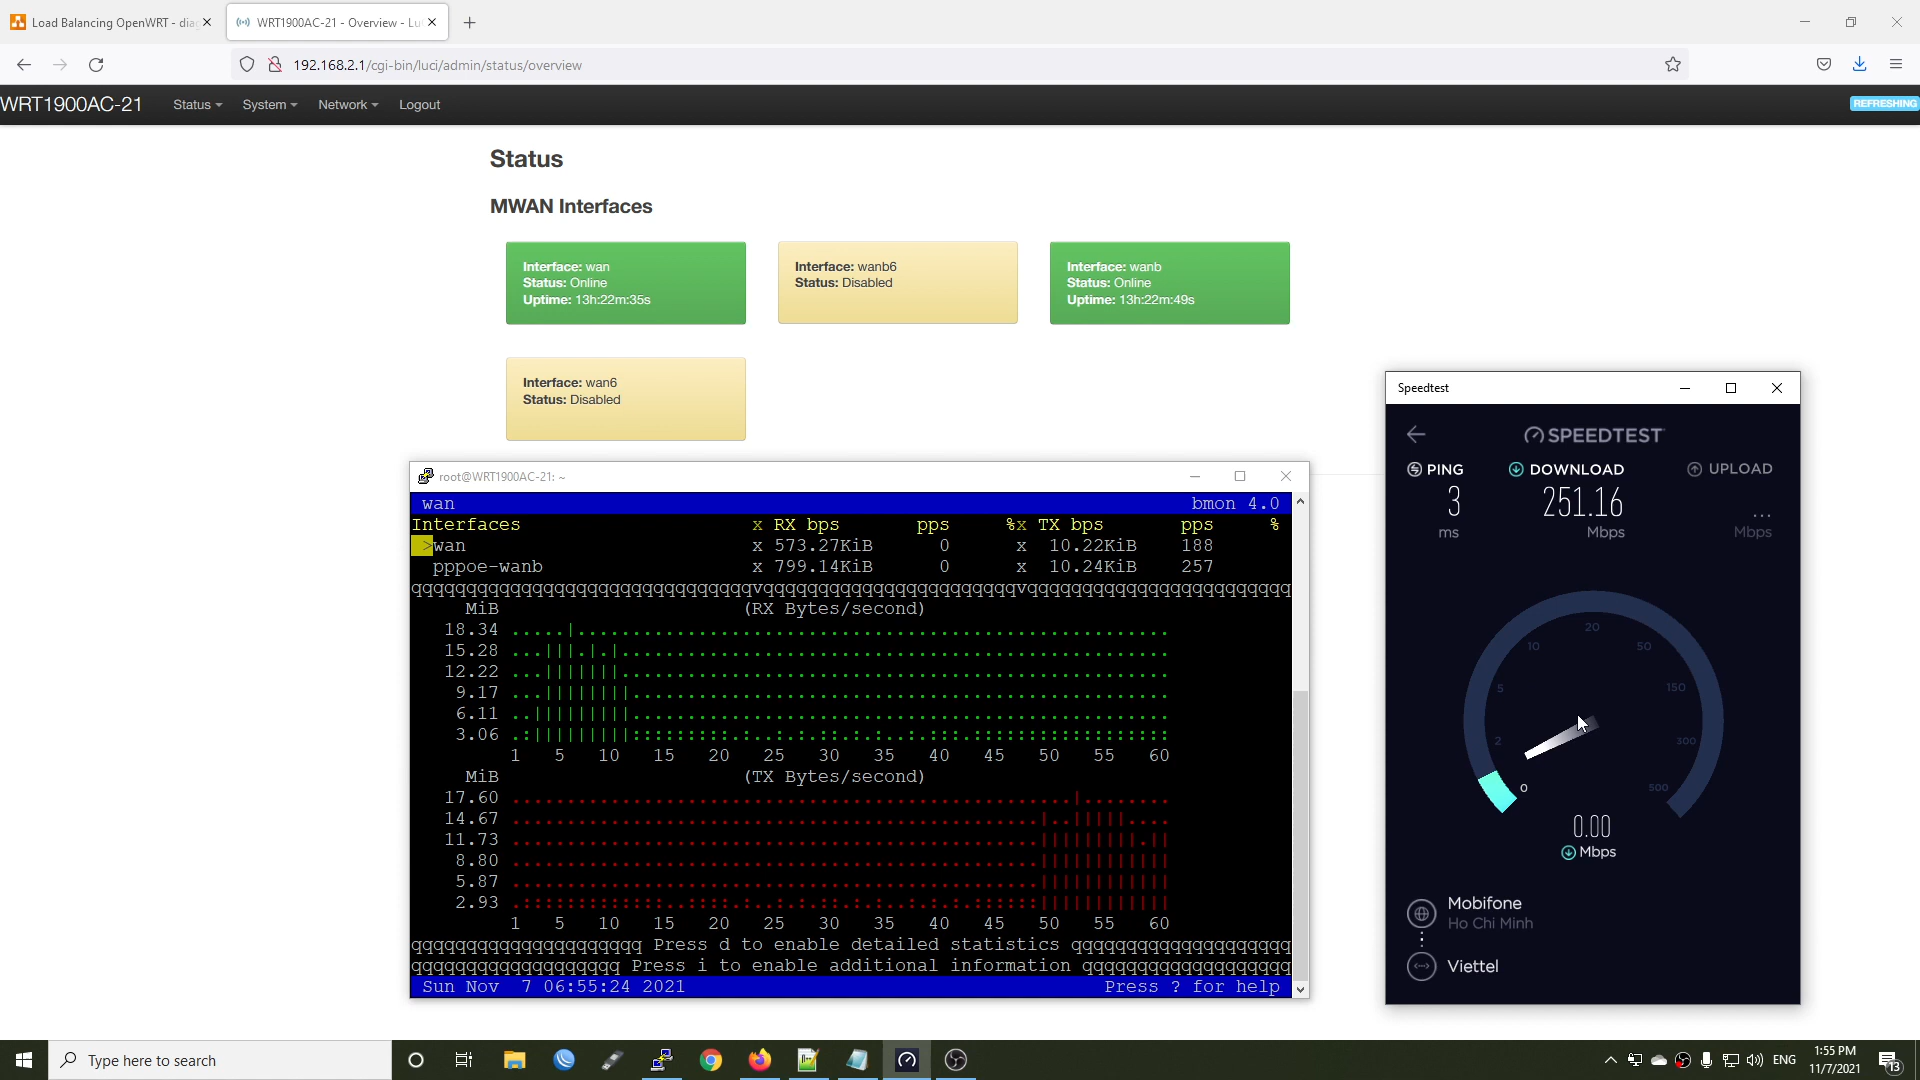 Load Balancing OpenWRT - dia
WRT1900AC-21 - Overview - Lu
192.168.2.1/cgi-bin/luci/admin/status/overview
WRT1900AC-21 Status System Network Logout REFRESHING
Status
MWAN Interfaces
Interface: wan
Status: Online
Uptime: 13h:22m:35s
Interface: wanb6
Status: Disabled
Interface: wanb
Status: Online
Uptime: 13h:22m:49s
Interface: wan6
Status: Disabled
root@WRT1900AC-21: ~
wan bmon 4.0
Interfaces x RX bps pps %x TX bps pps %
>wan x 573.27KiB 0 x 10.22KiB 188
pppoe-wanb x 799.14KiB 0 x 10.24KiB 257
MiB (RX Bytes/second)
18.34
15.28
12.22
9.17
6.11
3.06
1 5 10 15 20 25 30 35 40 45 50 55 60
MiB (TX Bytes/second)
17.60
14.67
11.73
8.80
5.87
2.93
1 5 10 15 20 25 30 35 40 45 50 55 60
qqqqqqqqqqqqqqqqqqqqq Press d to enable detailed statistics qqqqqqqqqqqqqqqqqqqq
qqqqqqqqqqqqqqqqqqq Press i to enable additional information qqqqqqqqqqqqqqqqqqq
Sun Nov 7 06:55:24 2021 Press ? for help
Speedtest
SPEEDTEST
PING DOWNLOAD UPLOAD
3 251.16 ...
ms Mbps Mbps
20
10 50
5 150
2 300
0 500
0.00
Mbps
Mobifone
Ho Chi Minh
Viettel
Type here to search
ENG
1:55 PM
11/7/2021
13